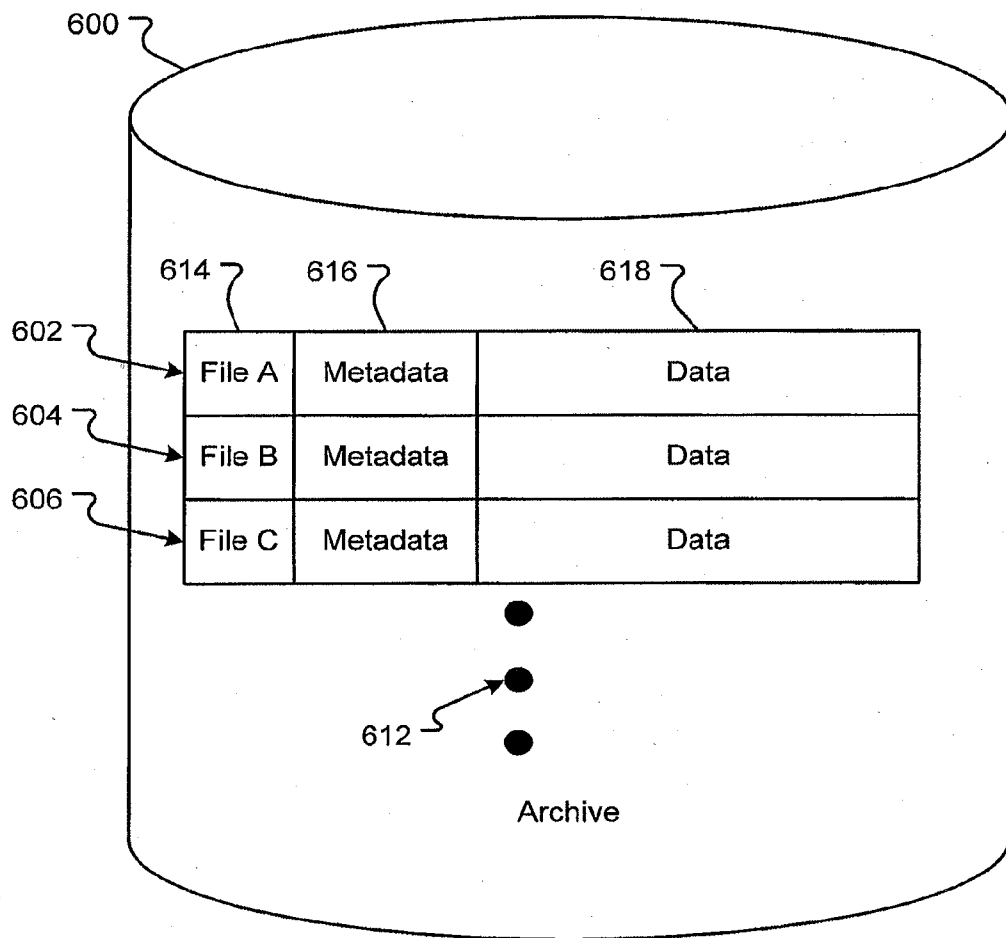 600
614 616 618
602
File A Metadata Data
604
File B Metadata Data
606
File C Metadata Data
612
Archive